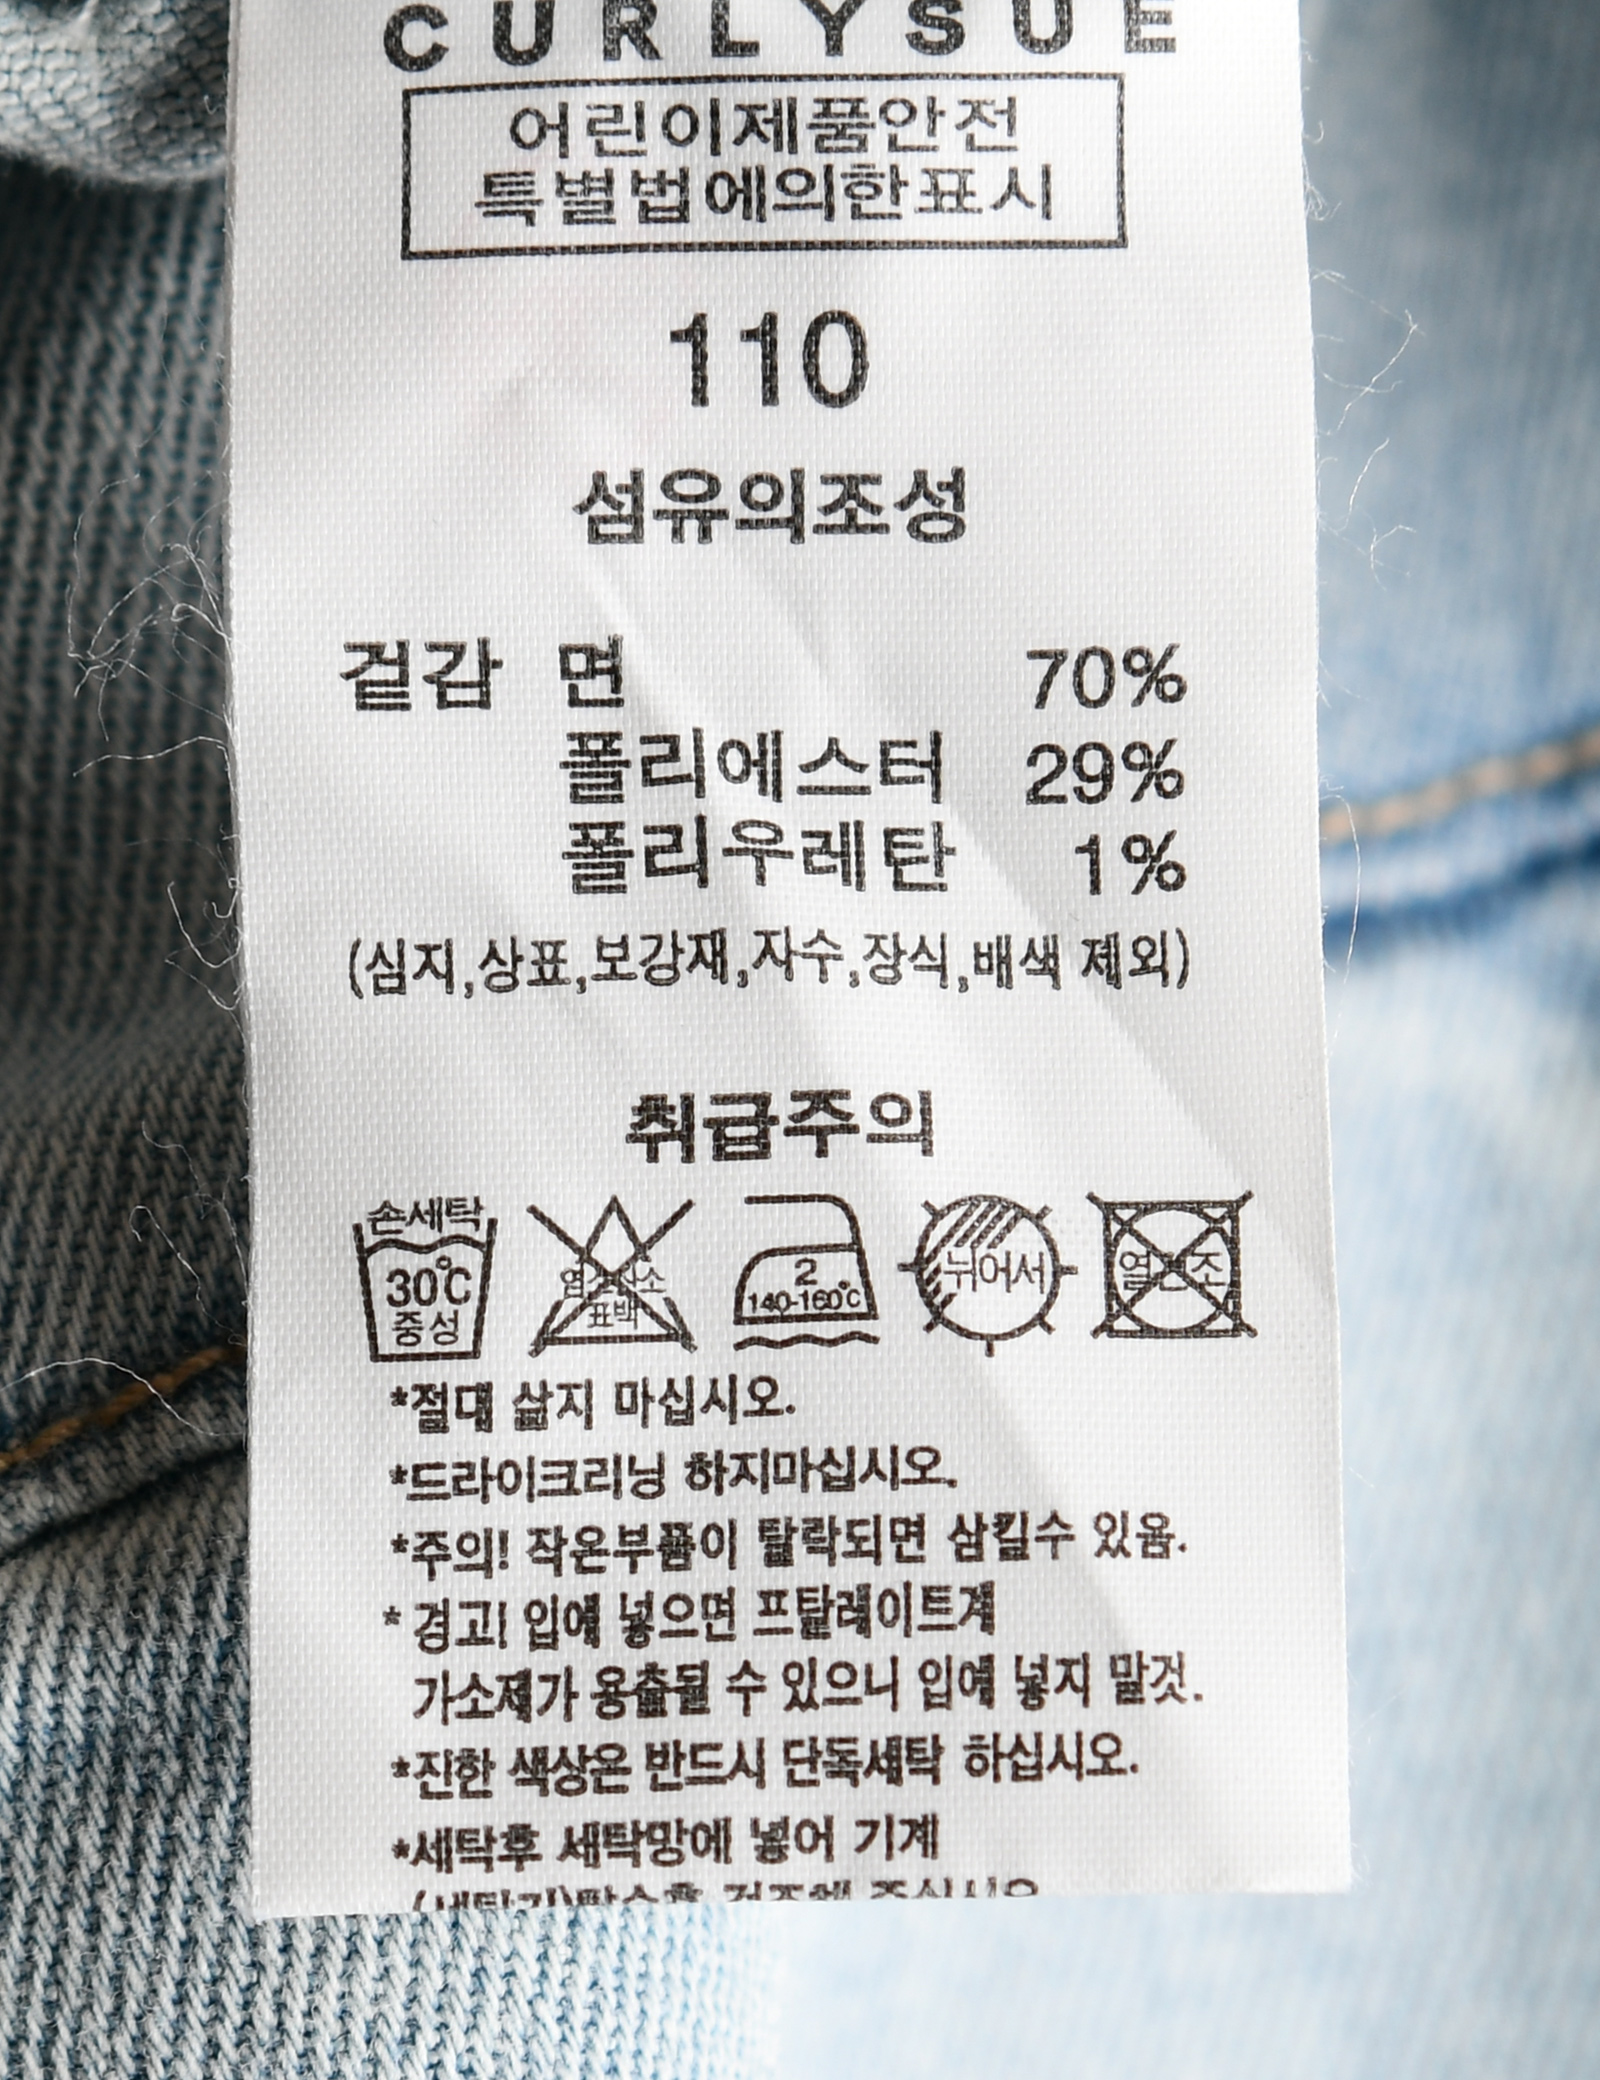 CURLYSUE
어린이제품안전
특별법에의한표시
110
섬유의조성
겉감 면 70%
폴리에스터 29%
폴리우레탄 1%
(심지,상표,보강재,자수,장식,배색 제외)
취급주의
손세탁
30℃
중성
표백
2
140-160℃
뉘어서
*절대 삶지 마십시오.
*드라이크리닝 하지마십시오.
*주의! 작은부품이 탈락되면 삼킬수 있음.
* 경고! 입에 넣으면 프탈레이트계
가소제가 용출될 수 있으니 입에 넣지 말것.
*진한 색상은 반드시 단독세탁 하십시오.
*세탁후 세탁망에 넣어 기계